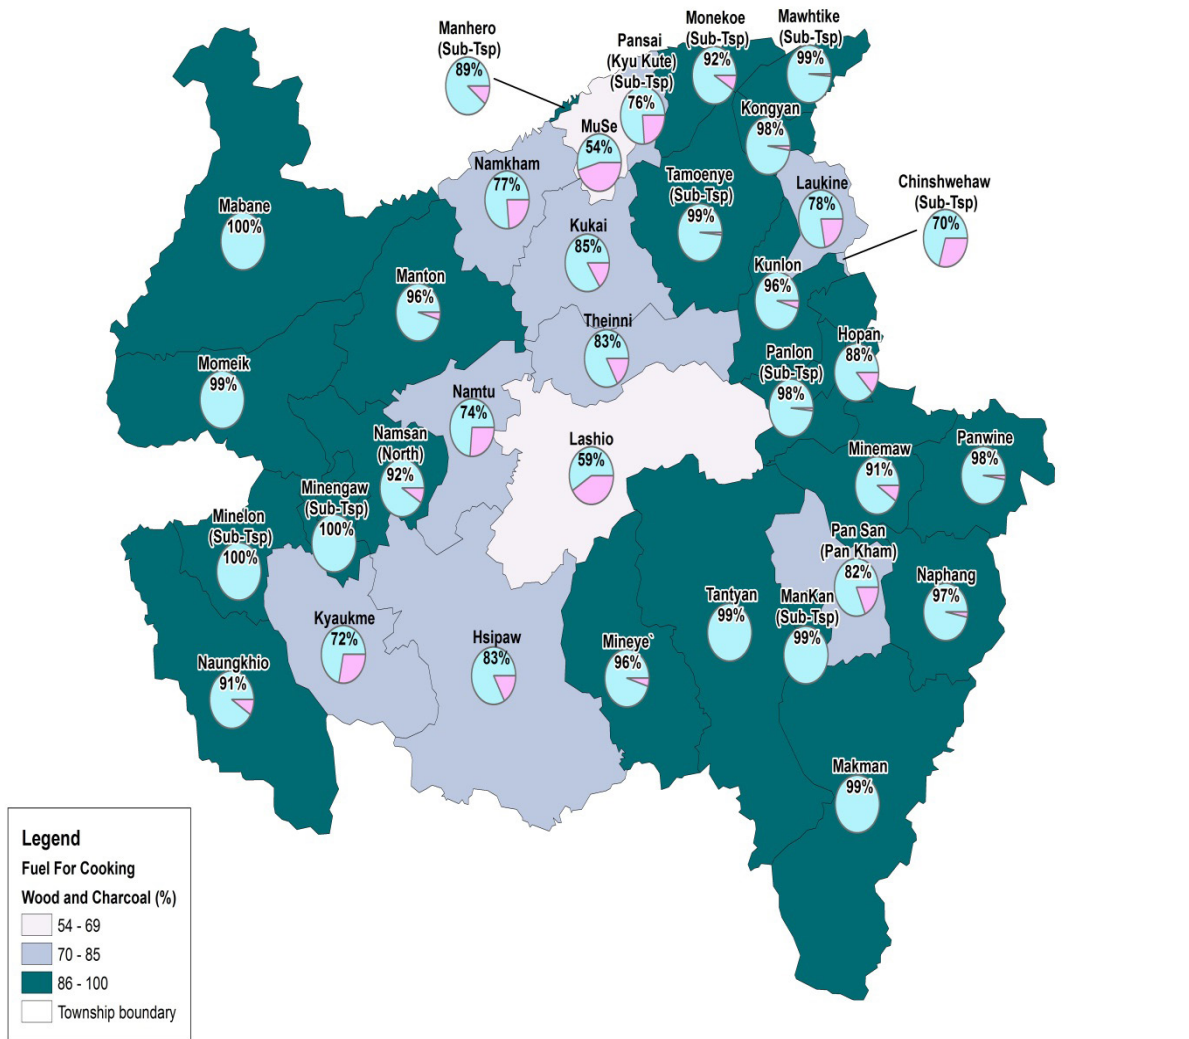 Manhero
(Sub-Tsp)
89%
Pansai
(Kyu Kute)
(Sub-Tsp)
76%
Monekoe
(Sub-Tsp)
92%
Mawhtike
(Sub-Tsp)
99%
Kongyan
98%
MuSe
54%
Namkham
77%
Tamoenye
(Sub-Tsp)
99%
Laukine
78%
Chinshwehaw
(Sub-Tsp)
70%
Mabane
100%
Kukai
85%
Manton
96%
Kunlon
96%
Theinni
83%
Hopan
88%
Panlon
(Sub-Tsp)
98%
Momeik
99%
Namtu
74%
Namsan
(North)
92%
Lashio
59%
Minemaw
91%
Panwine
98%
Minengaw
(Sub-Tsp)
100%
Minelon
(Sub-Tsp)
100%
Pan San
(Pan Kham)
82%
Naphang
97%
Tantyan
99%
ManKan
(Sub-Tsp)
99%
Kyaukme
72%
Hsipaw
83%
Mineye`
96%
Naungkhio
91%
Makman
99%
Legend
Fuel For Cooking
Wood and Charcoal (%)
54 - 69
70 - 85
86 - 100
Township boundary